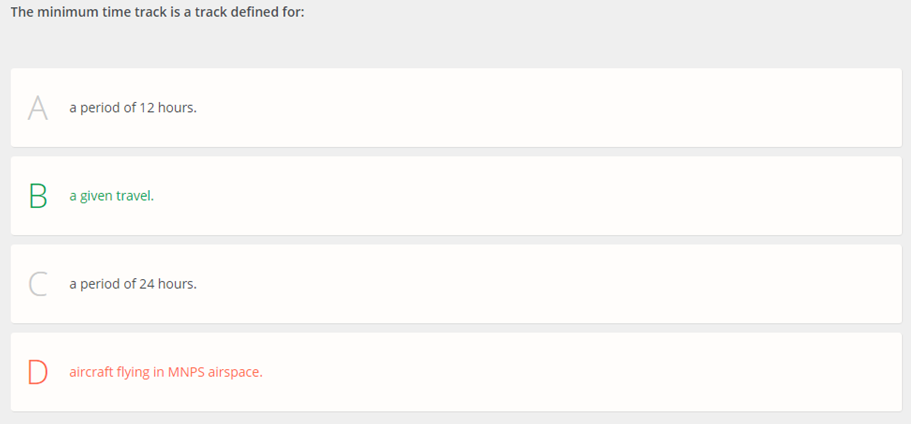 The minimum time track is a track defined for:
A a period of 12 hours.
B a given travel.
C a period of 24 hours.
D aircraft flying in MNPS airspace.